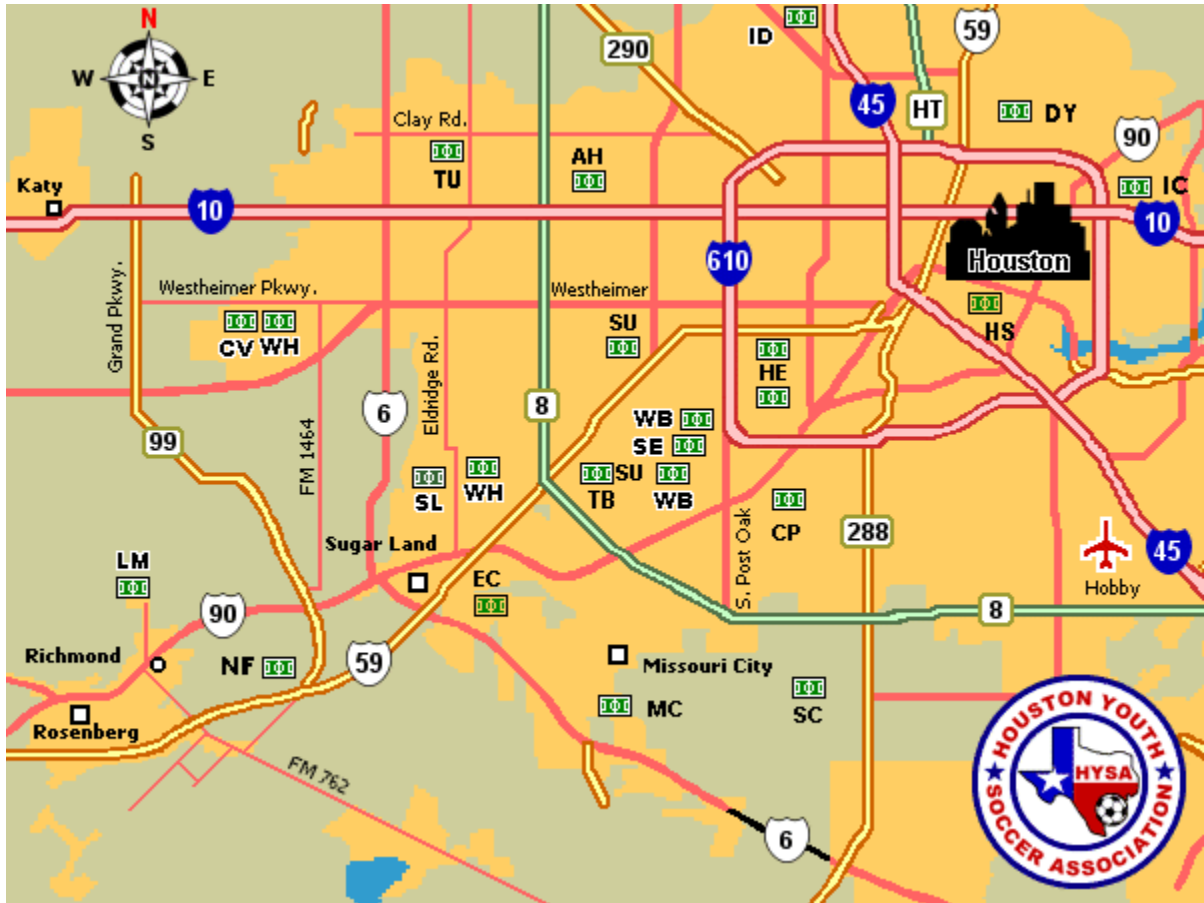 N
W
N
E
S
ID
290
59
45
HT
DY
Clay Rd.
90
TU
AH
IC
Katy
10
10
610
Houston
Grand Pkwy.
Westheimer Pkwy.
Westheimer
CV
WH
SU
HS
HE
Eldridge Rd.
6
8
99
FM 1464
WB
SE
SL
WH
TB
SU
WB
CP
S. Post Oak
288
45
Hobby
Sugar Land
LM
EC
90
8
Richmond
NF
59
Missouri City
Rosenberg
MC
SC
FM 762
6
HOUSTON YOUTH
HYSA
SOCCER ASSOCIATION